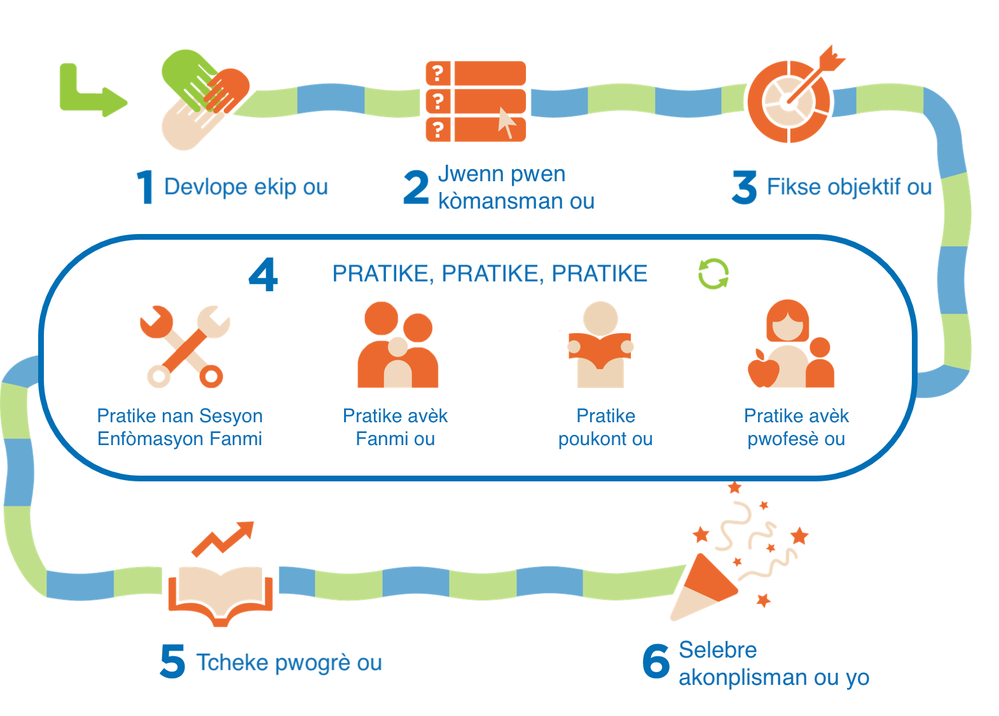 ? 
?
?
1 Devlope ekip ou
2 Jwenn pwen
kòmansman ou
3 Fikse objektif ou
4 PRATIKE, PRATIKE, PRATIKE
Pratike nan Sesyon
Enfòmasyon Fanmi
Pratike avèk
Fanmi ou
Pratike
poukont ou
Pratike avèk
pwofesè ou
5 Tcheke pwogrè ou
6 Selebre
akonplisman ou yo